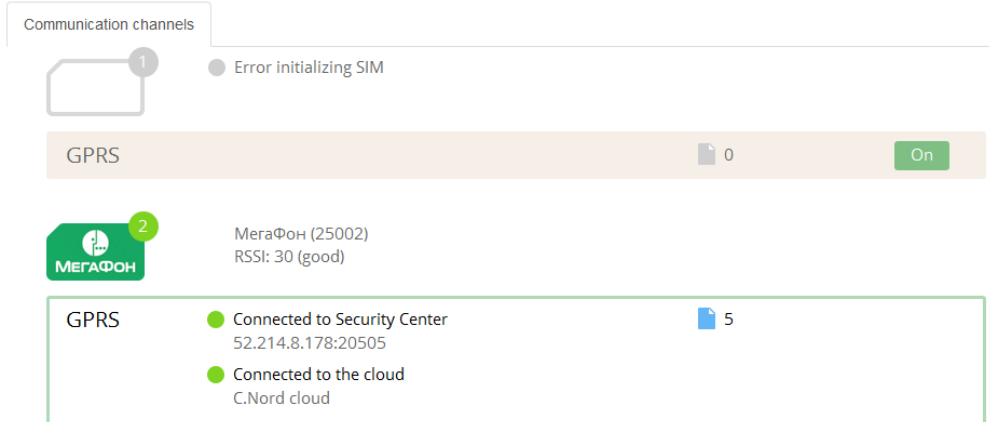 Communication channels
1
Error initializing SIM
GPRS
0
On
2
МЕГАФОН
МегаФон (25002)
RSSI: 30 (good)
GPRS
Connected to Security Center
5
52.214.8.178:20505
Connected to the cloud
C.Nord cloud